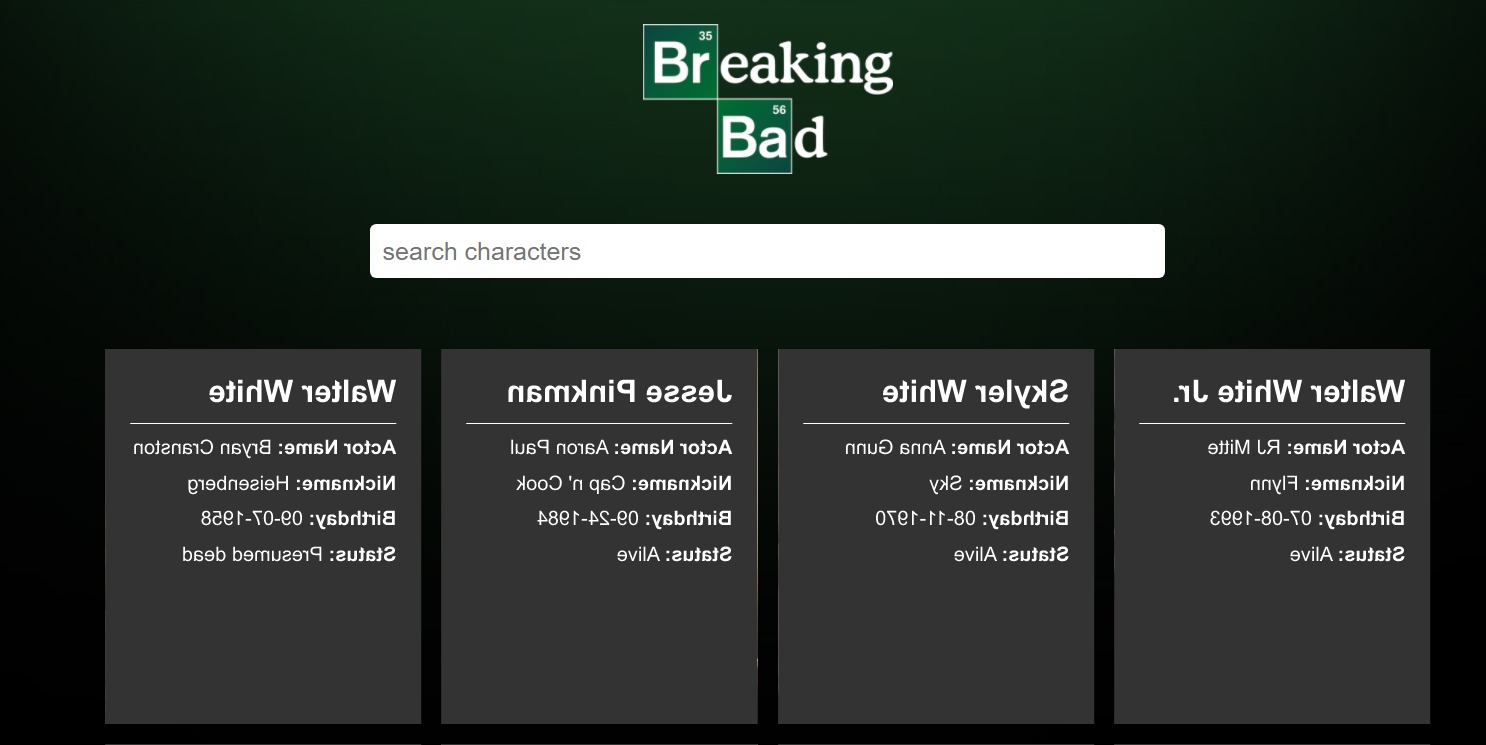 35
Breaking
56
Bad
search characters
Walter White
Actor Name: Bryan Cranston
Nickname: Heisenberg
Birthday: 09-07-1958
Status: Presumed dead
Jesse Pinkman
Actor Name: Aaron Paul
Nickname: Cap n' Cook
Birthday: 09-24-1984
Status: Alive
Skyler White
Actor Name: Anna Gunn
Nickname: Sky
Birthday: 08-11-1970
Status: Alive
Walter White Jr.
Actor Name: RJ Mitte
Nickname: Flynn
Birthday: 07-08-1993
Status: Alive